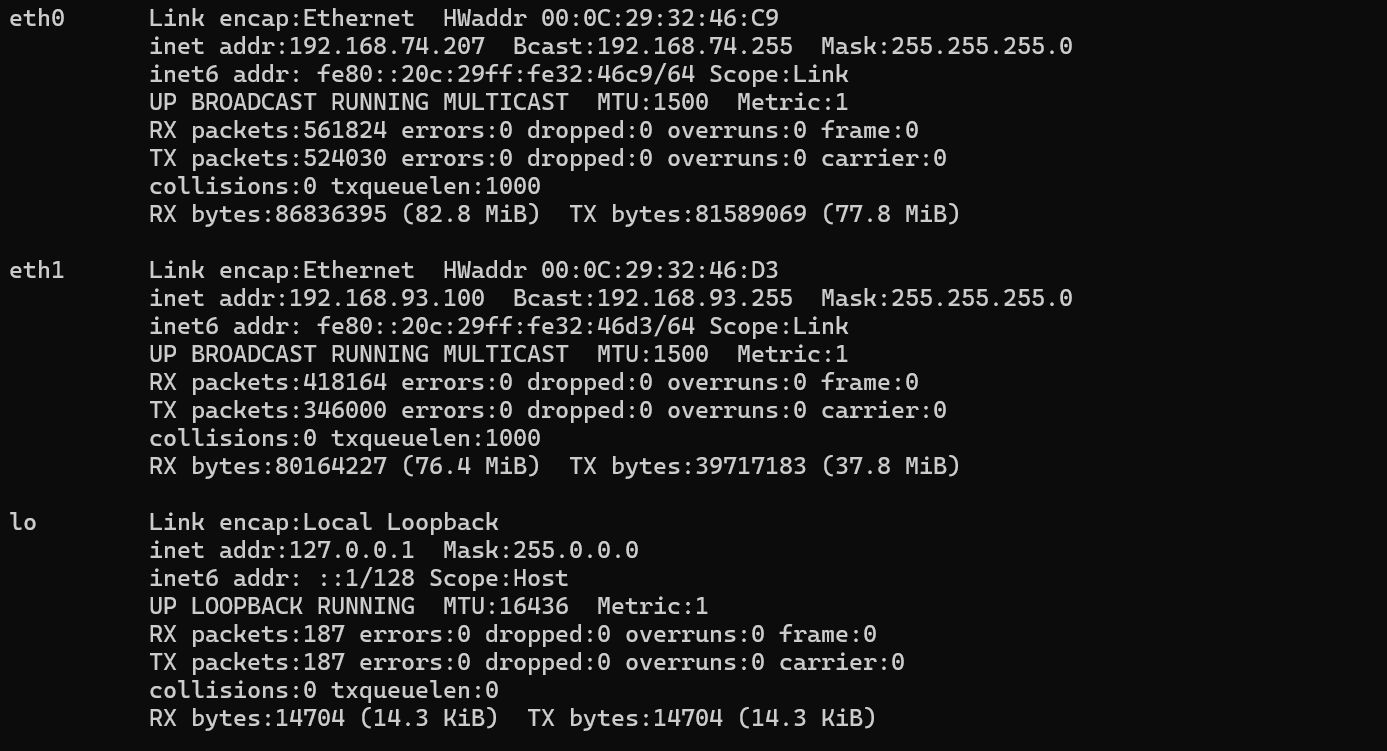 eth0      Link encap:Ethernet  HWaddr 00:0C:29:32:46:C9
          inet addr:192.168.74.207  Bcast:192.168.74.255  Mask:255.255.255.0
          inet6 addr: fe80::20c:29ff:fe32:46c9/64 Scope:Link
          UP BROADCAST RUNNING MULTICAST  MTU:1500  Metric:1
          RX packets:561824 errors:0 dropped:0 overruns:0 frame:0
          TX packets:524030 errors:0 dropped:0 overruns:0 carrier:0
          collisions:0 txqueuelen:1000
          RX bytes:86836395 (82.8 MiB)  TX bytes:81589069 (77.8 MiB)

eth1      Link encap:Ethernet  HWaddr 00:0C:29:32:46:D3
          inet addr:192.168.93.100  Bcast:192.168.93.255  Mask:255.255.255.0
          inet6 addr: fe80::20c:29ff:fe32:46d3/64 Scope:Link
          UP BROADCAST RUNNING MULTICAST  MTU:1500  Metric:1
          RX packets:418164 errors:0 dropped:0 overruns:0 frame:0
          TX packets:346000 errors:0 dropped:0 overruns:0 carrier:0
          collisions:0 txqueuelen:1000
          RX bytes:80164227 (76.4 MiB)  TX bytes:39717183 (37.8 MiB)

lo        Link encap:Local Loopback
          inet addr:127.0.0.1  Mask:255.0.0.0
          inet6 addr: ::1/128 Scope:Host
          UP LOOPBACK RUNNING  MTU:16436  Metric:1
          RX packets:187 errors:0 dropped:0 overruns:0 frame:0
          TX packets:187 errors:0 dropped:0 overruns:0 carrier:0
          collisions:0 txqueuelen:0
          RX bytes:14704 (14.3 KiB)  TX bytes:14704 (14.3 KiB)